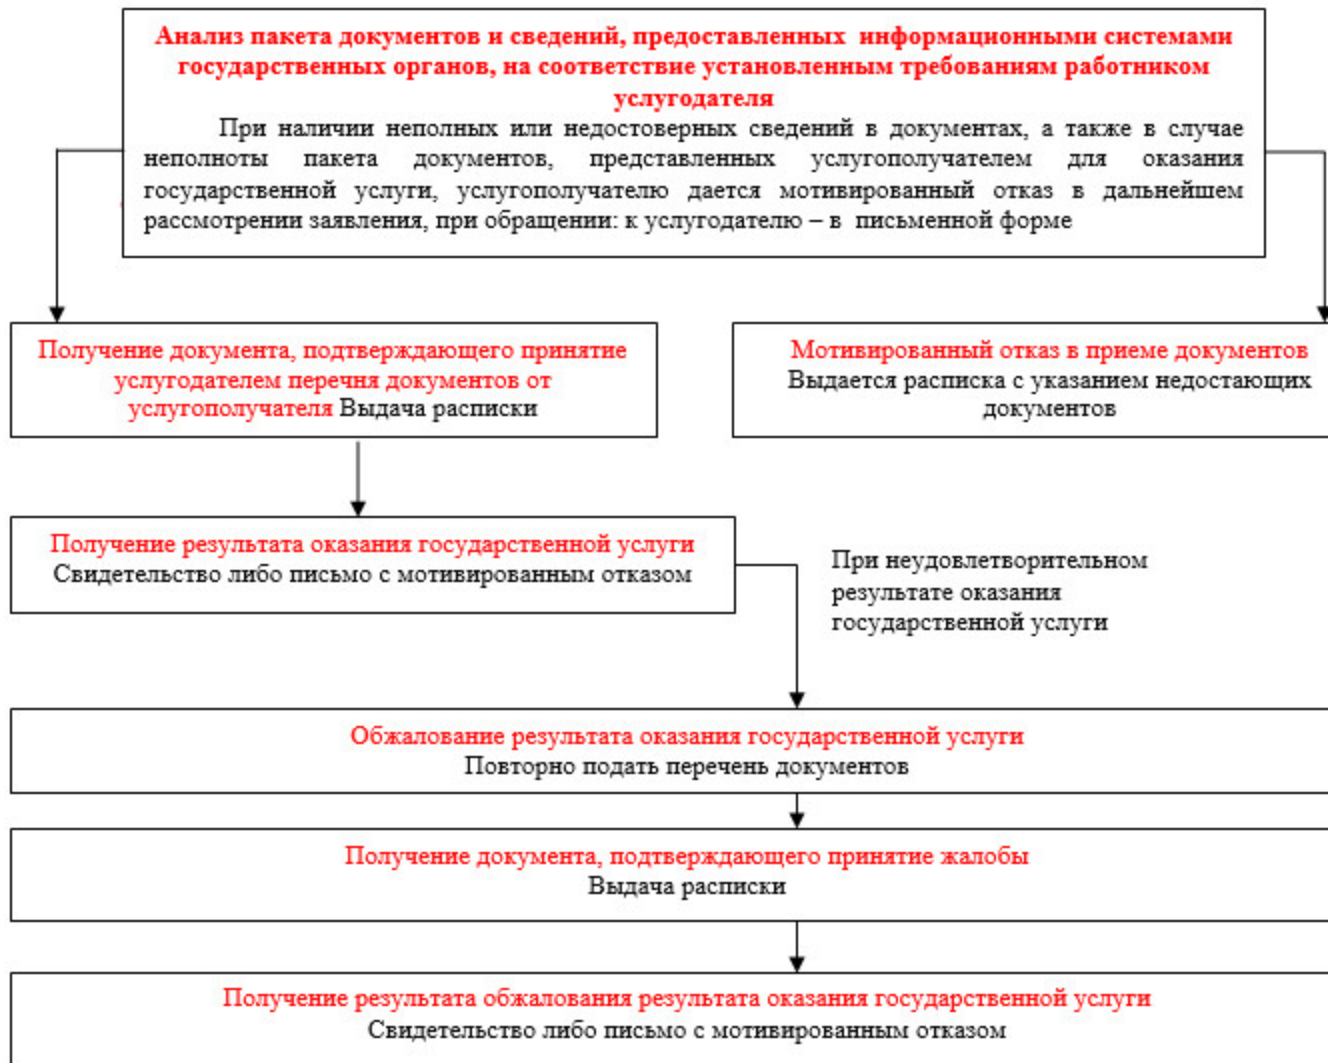 Анализ пакета документов и сведений, предоставленных информационными системами
государственных органов, на соответствие установленным требованиям работником
услугодателя
При наличии неполных или недостоверных сведений в документах, а также в случае
неполноты пакета документов, представленных услугополучателем для оказания
государственной услуги, услугополучателю дается мотивированный отказ в дальнейшем
рассмотрении заявления, при обращении: к услугодателю – в письменной форме
Получение документа, подтверждающего принятие
услугодателем перечня документов от
услугополучателя Выдача расписки
Мотивированный отказ в приеме документов
Выдается расписка с указанием недостающих
документов
Получение результата оказания государственной услуги
Свидетельство либо письмо с мотивированным отказом
При неудовлетворительном
результате оказания
государственной услуги
Обжалование результата оказания государственной услуги
Повторно подать перечень документов
Получение документа, подтверждающего принятие жалобы
Выдача расписки
Получение результата обжалования результата оказания государственной услуги
Свидетельство либо письмо с мотивированным отказом